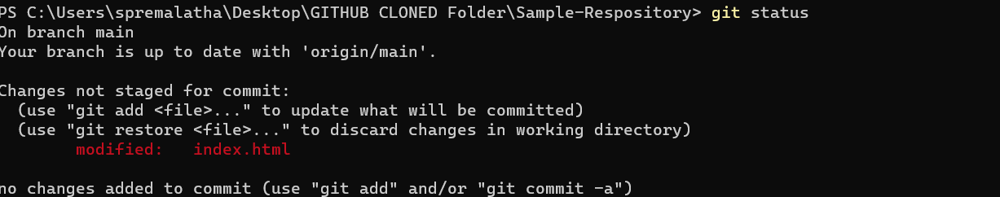 PS C:\Users\spremalatha\Desktop\GITHUB CLONED Folder\Sample-Respository> git status
On branch main
Your branch is up to date with 'origin/main'.
Changes not staged for commit:
(use "git add <file>..." to update what will be committed)
(use "git restore <file>..." to discard changes in working directory)
modified: index.html
no changes added to commit (use "git add" and/or "git commit -a")